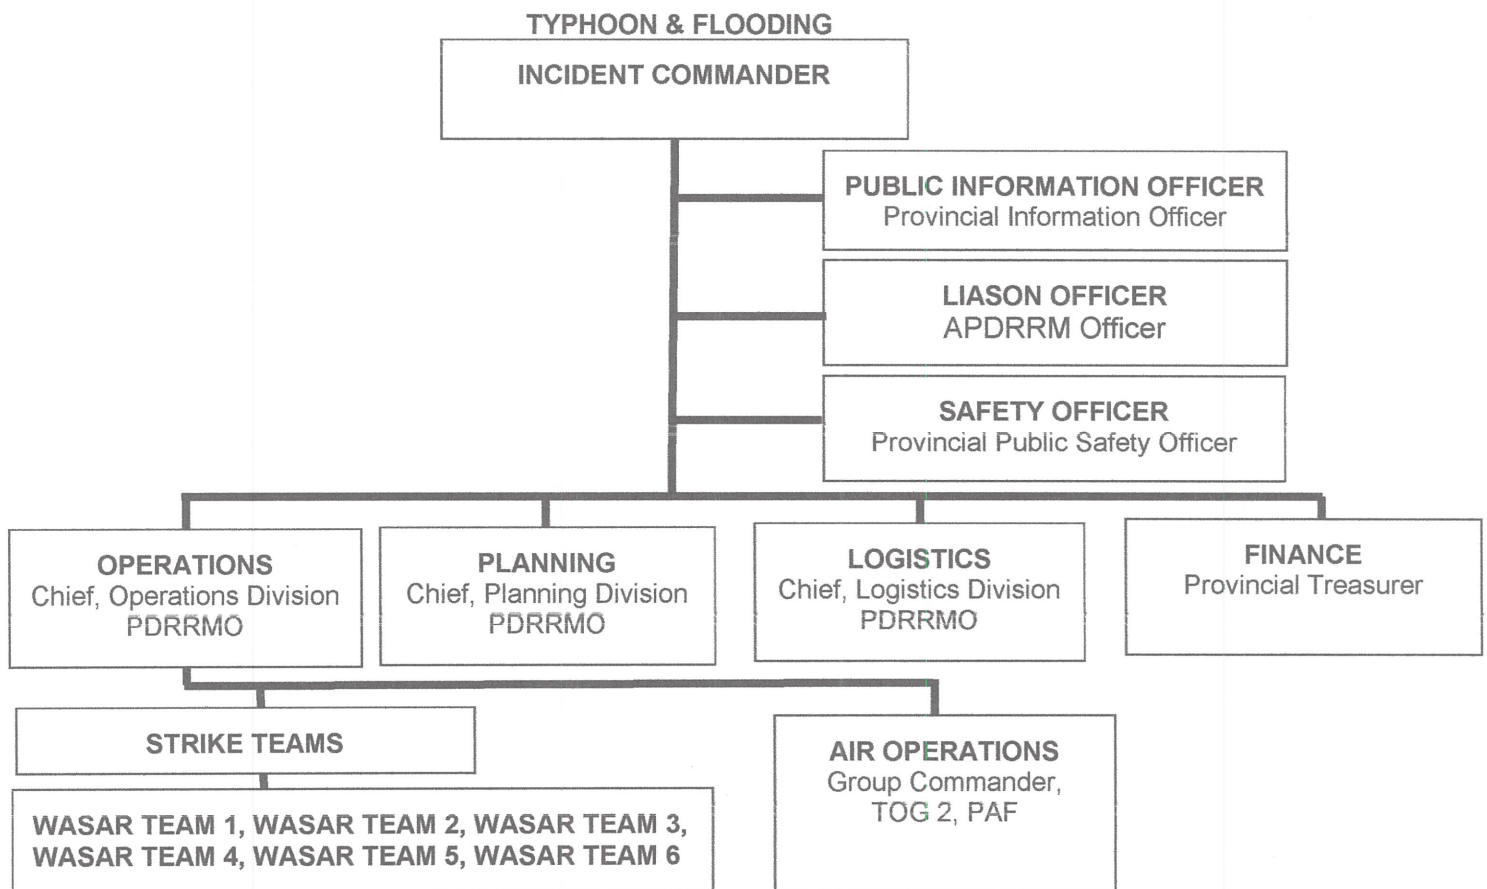 TYPHOON & FLOODING
INCIDENT COMMANDER
PUBLIC INFORMATION OFFICER
Provincial Information Officer
LIASON OFFICER
APDRRM Officer
SAFETY OFFICER
Provincial Public Safety Officer
OPERATIONS
Chief, Operations Division
PDRRMO
PLANNING
Chief, Planning Division
PDRRMO
LOGISTICS
Chief, Logistics Division
PDRRMO
FINANCE
Provincial Treasurer
STRIKE TEAMS
WASAR TEAM 1, WASAR TEAM 2, WASAR TEAM 3,
WASAR TEAM 4, WASAR TEAM 5, WASAR TEAM 6
AIR OPERATIONS
Group Commander,
TOG 2, PAF